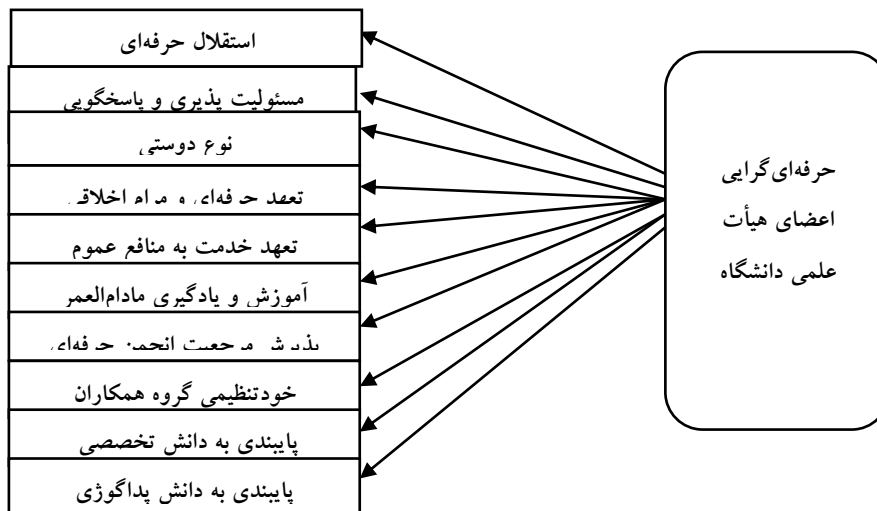 حرفه‌ای‌گرایی
اعضای هیأت
علمی دانشگاه
استقلال حرفه‌ای
مسئولیت پذیری و پاسخگویی
نوع دوستی
تعهد حرفه‌ای و مرام اخلاقی
تعهد خدمت به منافع عموم
آموزش و یادگیری مادام‌العمر
پذیرش مرجعیت انجمن حرفه‌ای
خودتنظیمی گروه همکاران
پایبندی به دانش تخصصی
پایبندی به دانش پداگوژی